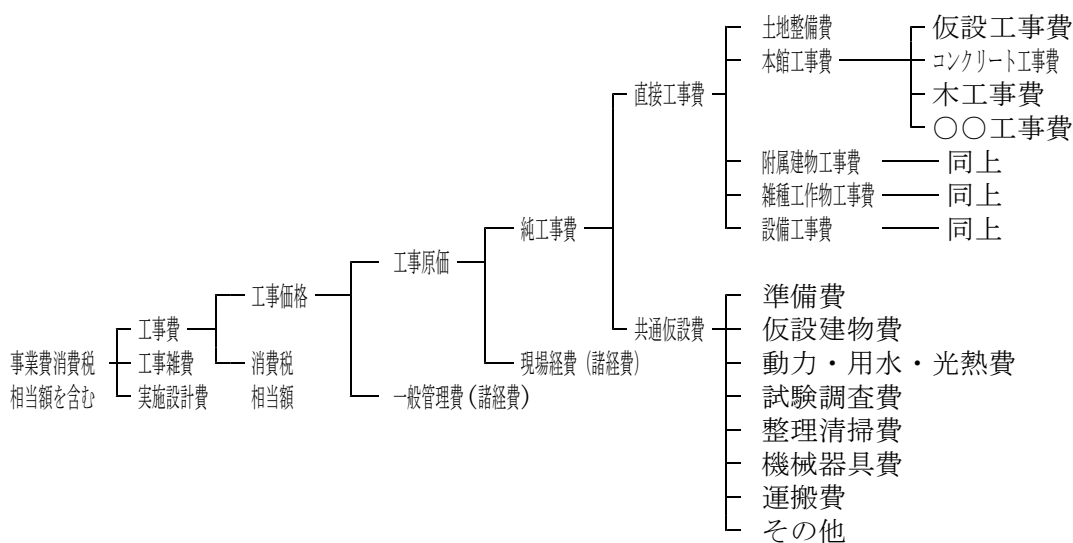 土地整備費 仮設工事費
本館工事費 コンクリート工事費
直接工事費 木工事費
〇〇工事費
附属建物工事費 同上
雑種工作物工事費 同上
純工事費 設備工事費 同上
工事原価
工事価格 準備費
工事費 共通仮設費 仮設建物費
事業費消費税 工事雑費 消費税 現場経費(諸経費) 動力・用水・光熱費
相当額を含む 実施設計費 相当額 一般管理費(諸経費) 試験調査費
整理清掃費
機械器具費
運搬費
その他